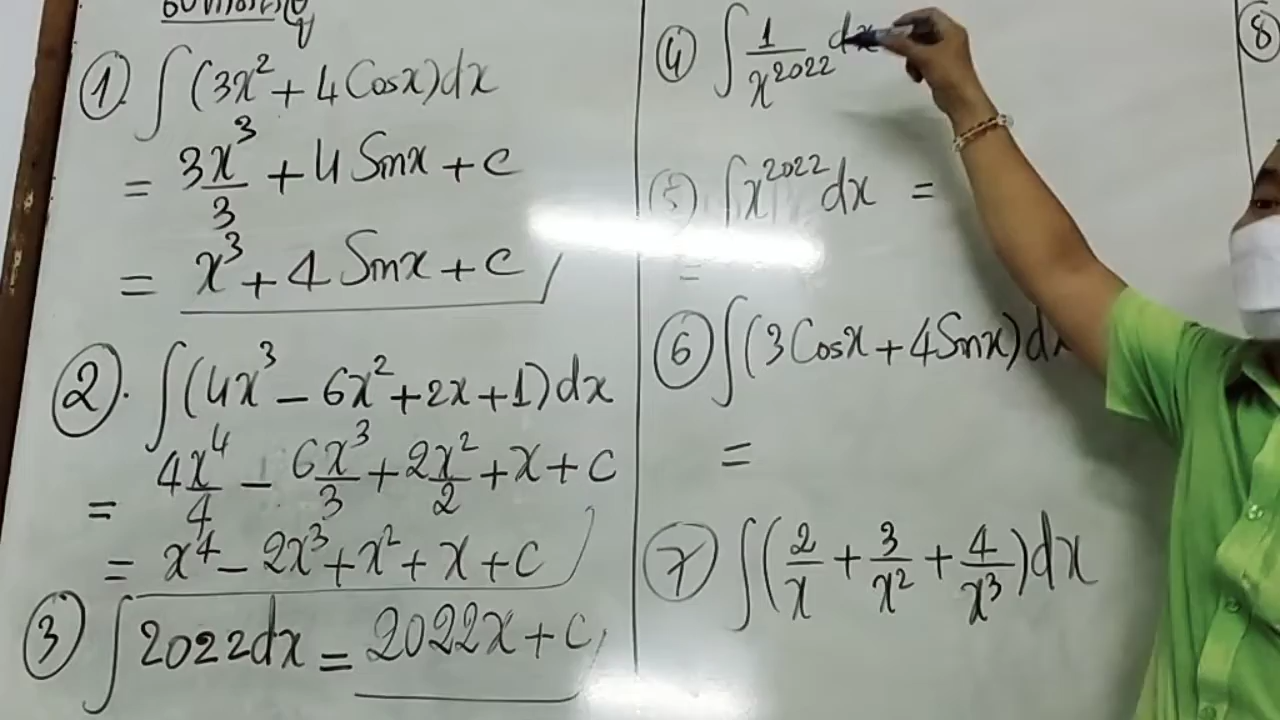 ① ∫(3x² + 4Cosx)dx
= 3x³/3 + 4Sinx + c
= x³ + 4Sinx + c
② ∫(4x³ – 6x² + 2x + 1)dx
= 4x⁴/4 – 6x³/3 + 2x²/2 + x + c
= x⁴ – 2x³ + x² + x + c
③ ∫2022dx = 2022x + c
④ ∫1/x²⁰²² dx
⑤ ∫x²⁰²²dx =
=
⑥ ∫(3Cosx + 4Sinx)dx
=
⑦ ∫(2/x + 3/x² + 4/x³)dx
⑧